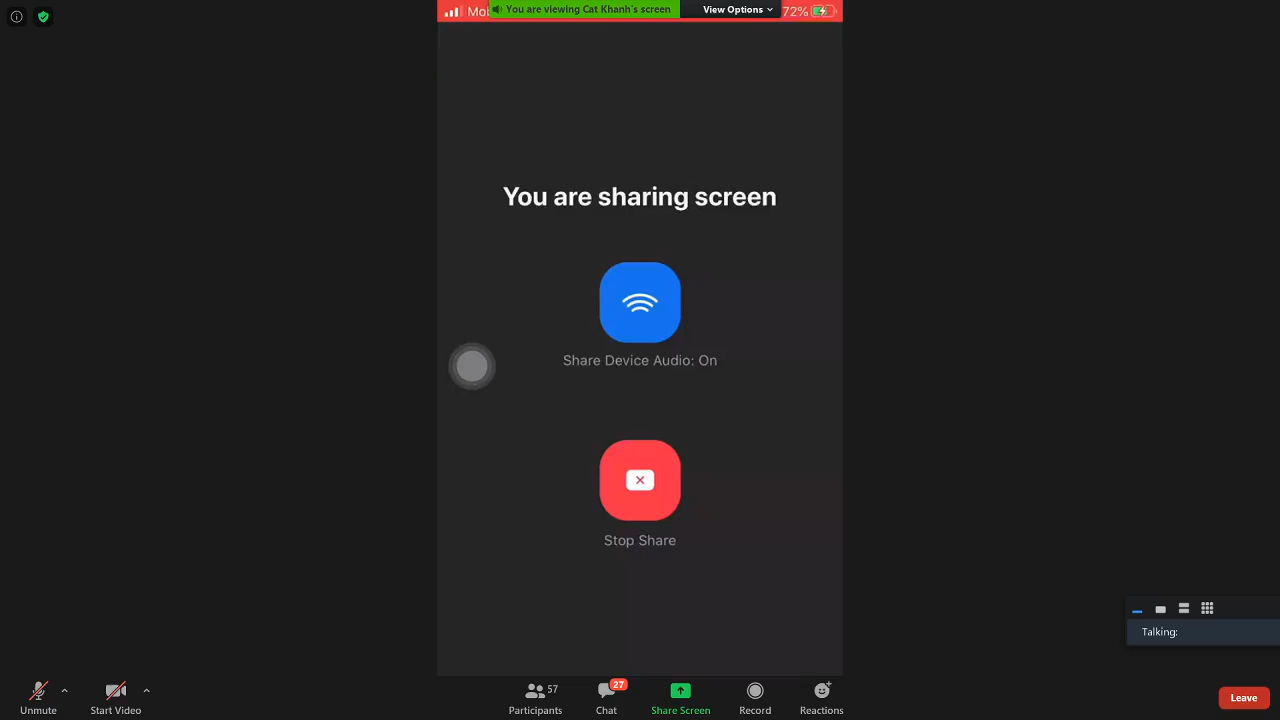 Mo
You are viewing Cat Khanh's screen
View Options
72%
You are sharing screen
Share Device Audio: On
Stop Share
Talking:
Unmute
Start Video
57
Participants
27
Chat
Share Screen
Record
Reactions
Leave